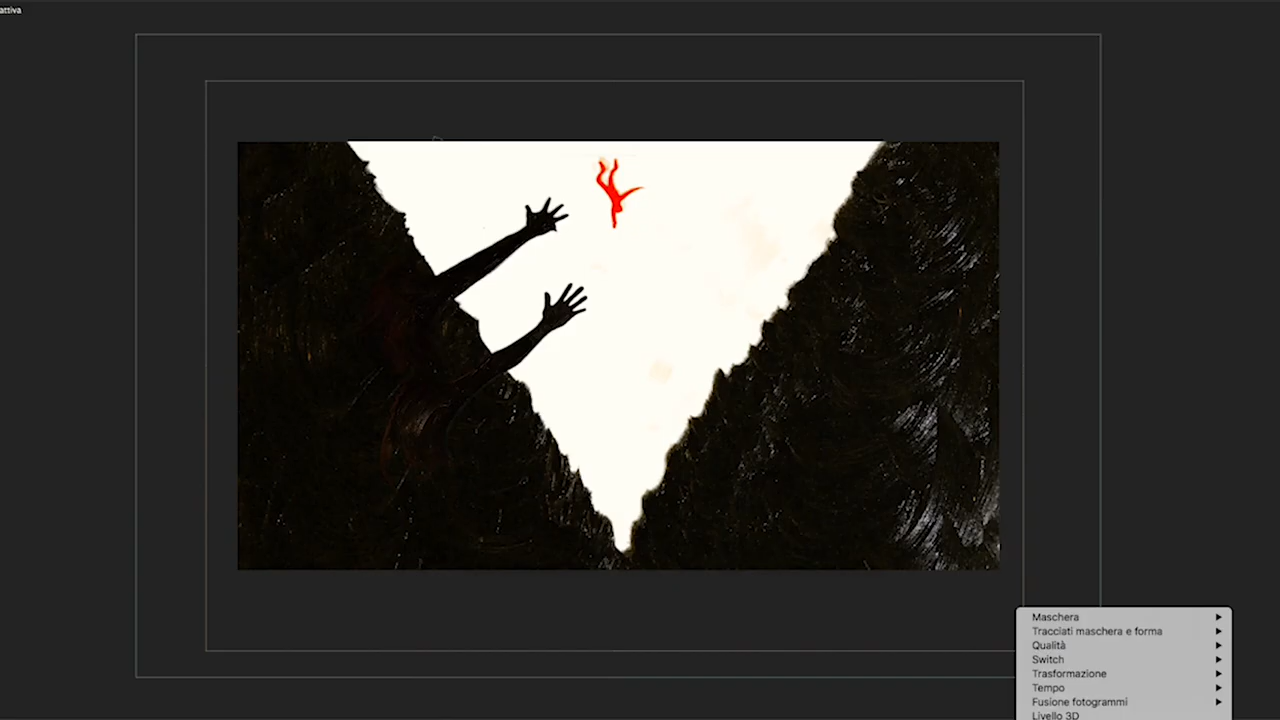 attiva
Maschera
Tracciati maschera e forma
Qualità
Switch
Trasformazione
Tempo
Fusione fotogrammi
Livello 3D